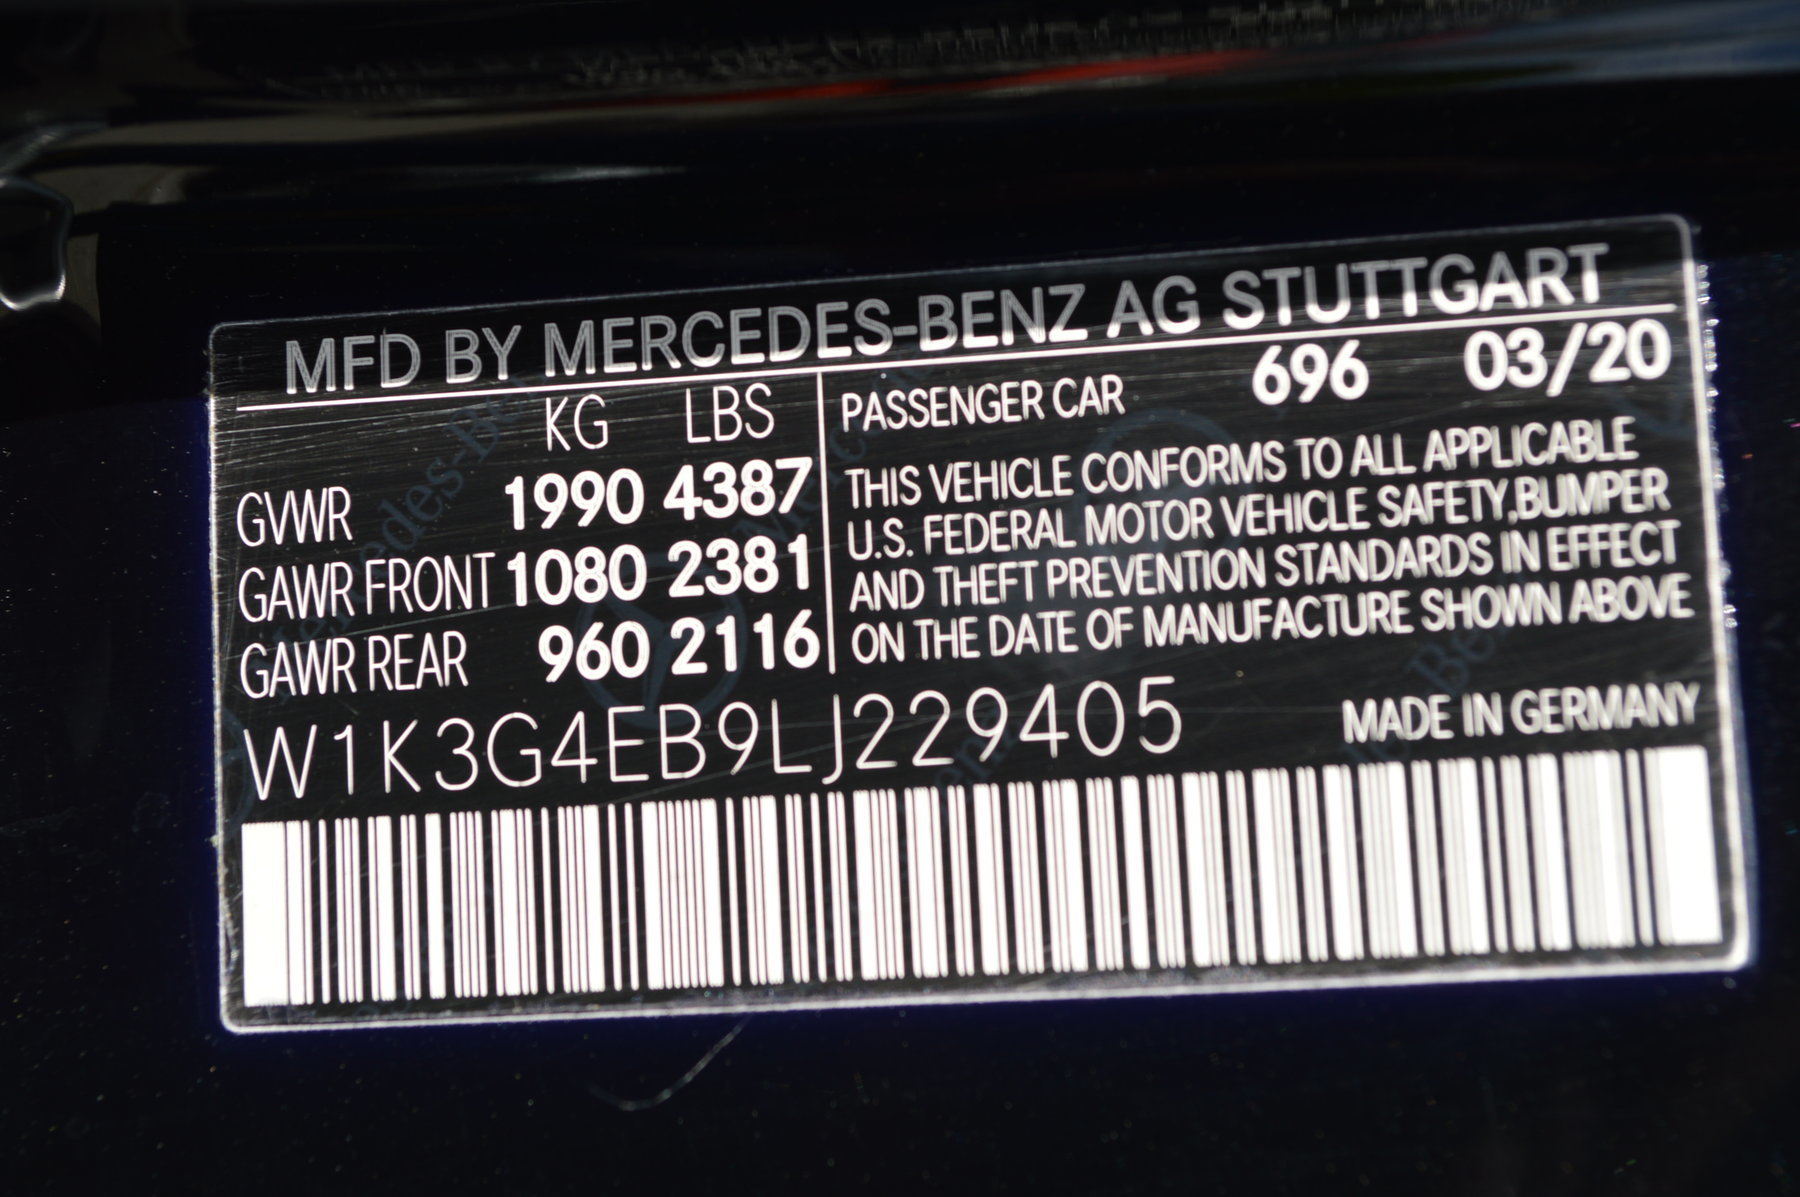 MFD BY MERCEDES-BENZ AG STUTTGART
KG LBS
GVWR 1990 4387
GAWR FRONT 1080 2381
GAWR REAR 960 2116
PASSENGER CAR 696 03/20
THIS VEHICLE CONFORMS TO ALL APPLICABLE
U.S. FEDERAL MOTOR VEHICLE SAFETY,BUMPER
AND THEFT PREVENTION STANDARDS IN EFFECT
ON THE DATE OF MANUFACTURE SHOWN ABOVE
W1K3G4EB9LJ229405
MADE IN GERMANY